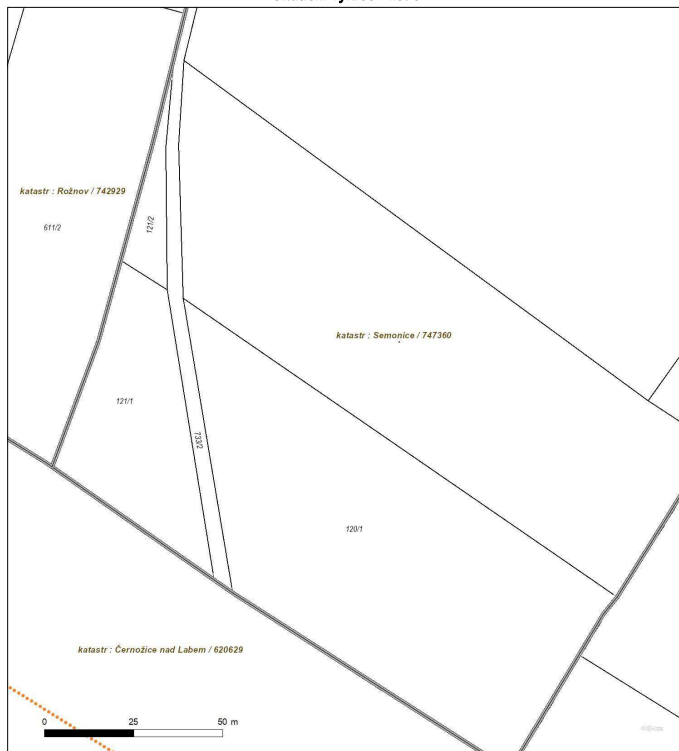 katastr : Rožnov / 742929
611/2
121/2
katastr : Semonice / 747360
121/1
733/2
120/1
katastr : Černožice nad Labem / 620629
0 25 50 m